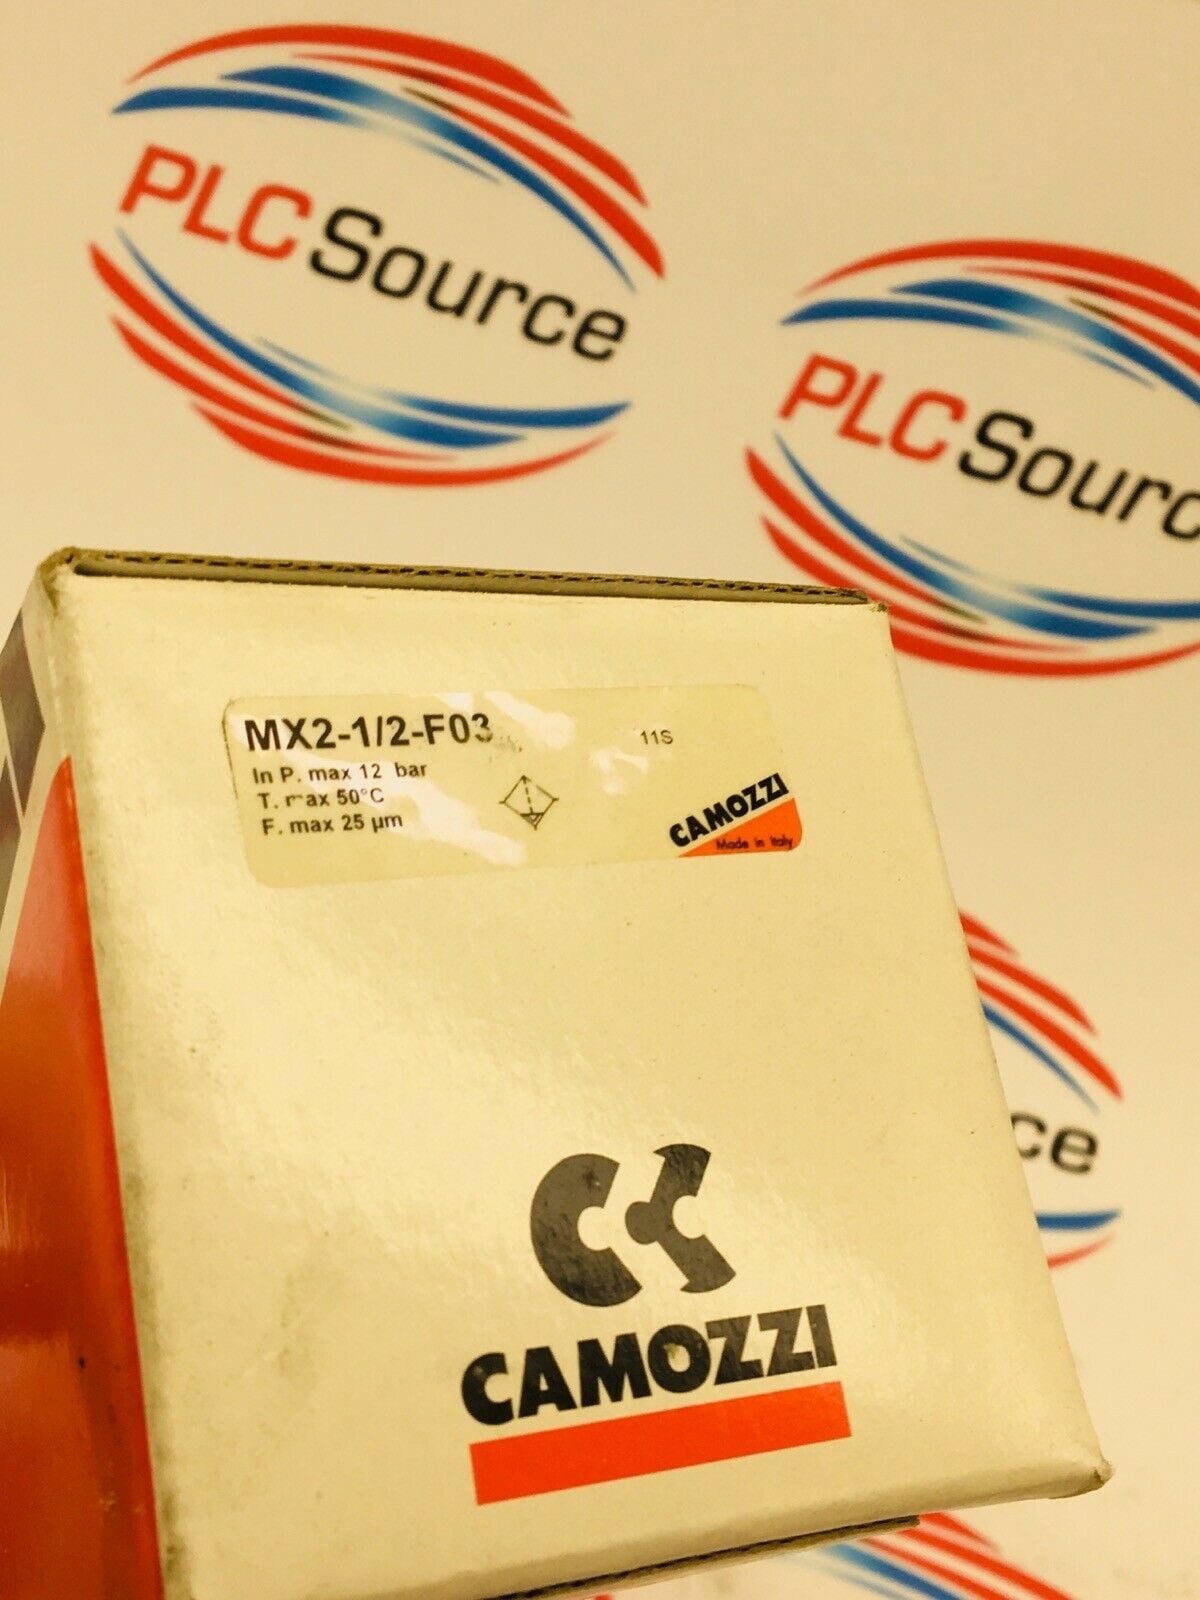 PLC Source
PLC Sourc
MX2-1/2-F03
11S
In P. max 12 bar
T. max 50°C
F. max 25 µm
CAMOZZI
Made in Italy
ce
CAMOZZI